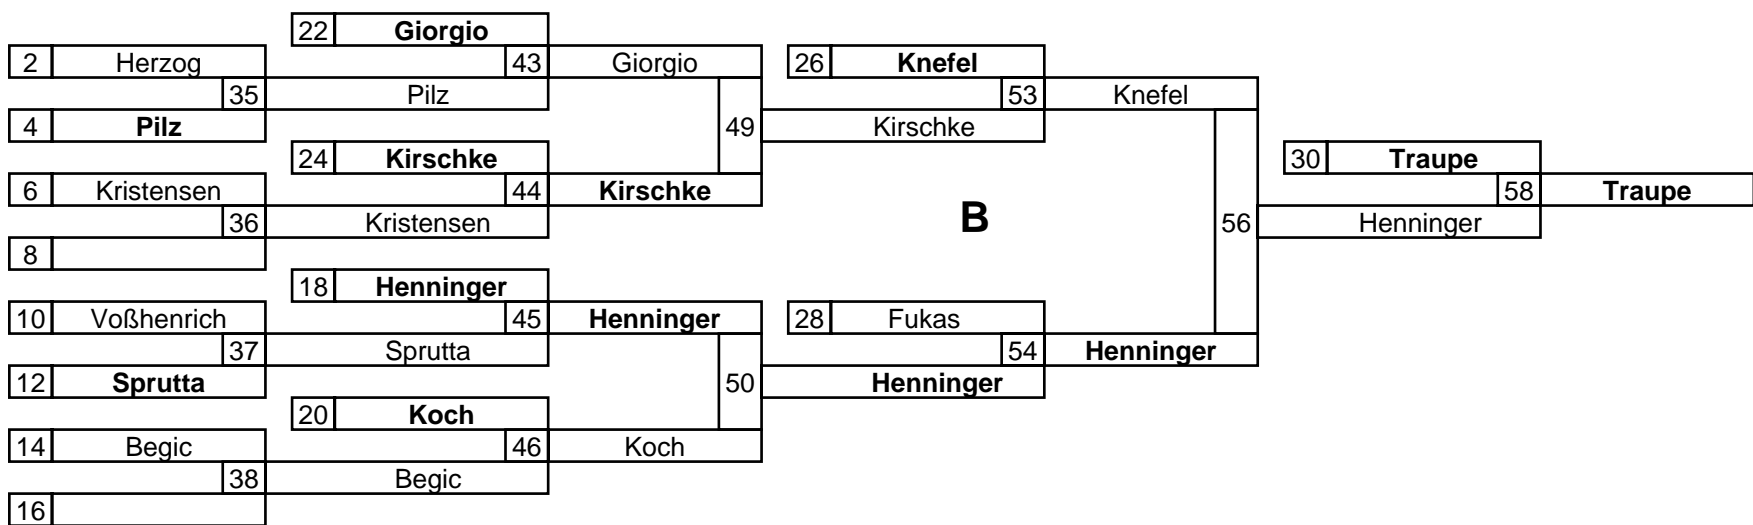 22 Giorgio
2 Herzog 43 Giorgio 26 Knefel
35 Pilz 53 Knefel
4 Pilz 49 Kirschke
24 Kirschke 30 Traupe
6 Kristensen 44 Kirschke 58 Traupe
36 Kristensen B 56 Henninger
8
18 Henninger
10 Voßhenrich 45 Henninger 28 Fukas
37 Sprutta 54 Henninger
12 Sprutta 50 Henninger
20 Koch
14 Begic 46 Koch
38 Begic
16